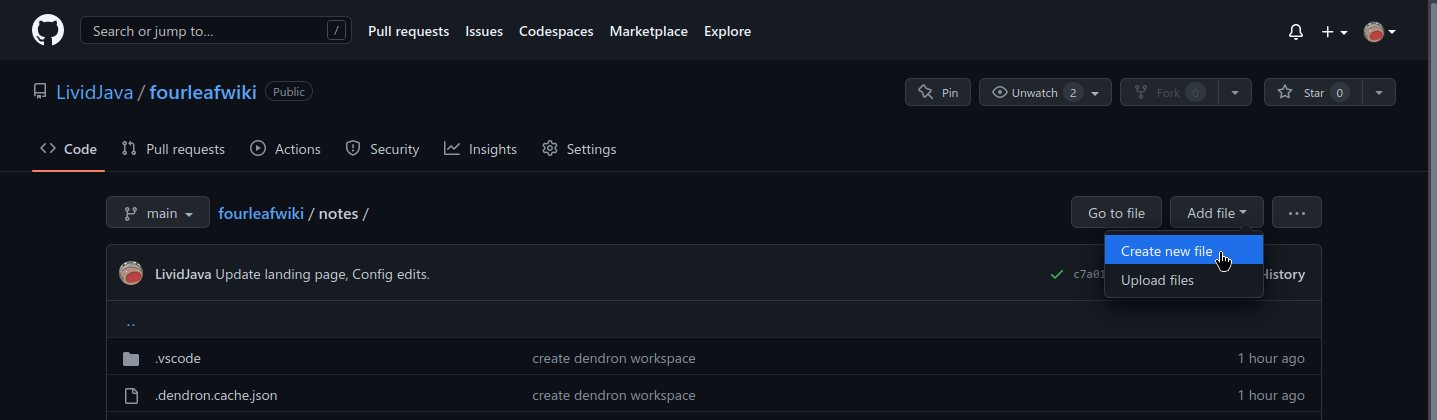 Search or jump to... / Pull requests Issues Codespaces Marketplace Explore
LividJava / fourleafwiki Public Pin Unwatch 2 Fork 0 Star 0
Code Pull requests Actions Security Insights Settings
main fourleafwiki / notes / Go to file Add file ...
Create new file
LividJava Update landing page, Config edits. History
Upload files
..
.vscode create dendron workspace 1 hour ago
.dendron.cache.json create dendron workspace 1 hour ago